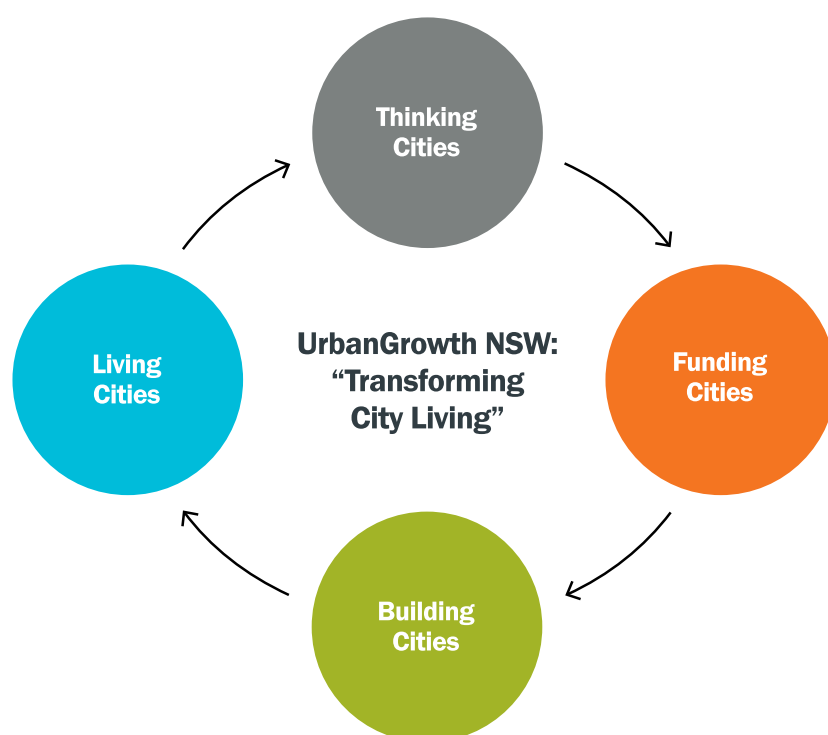 Thinking
Cities
UrbanGrowth NSW:
“Transforming
City Living”
Living
Cities
Funding
Cities
Building
Cities